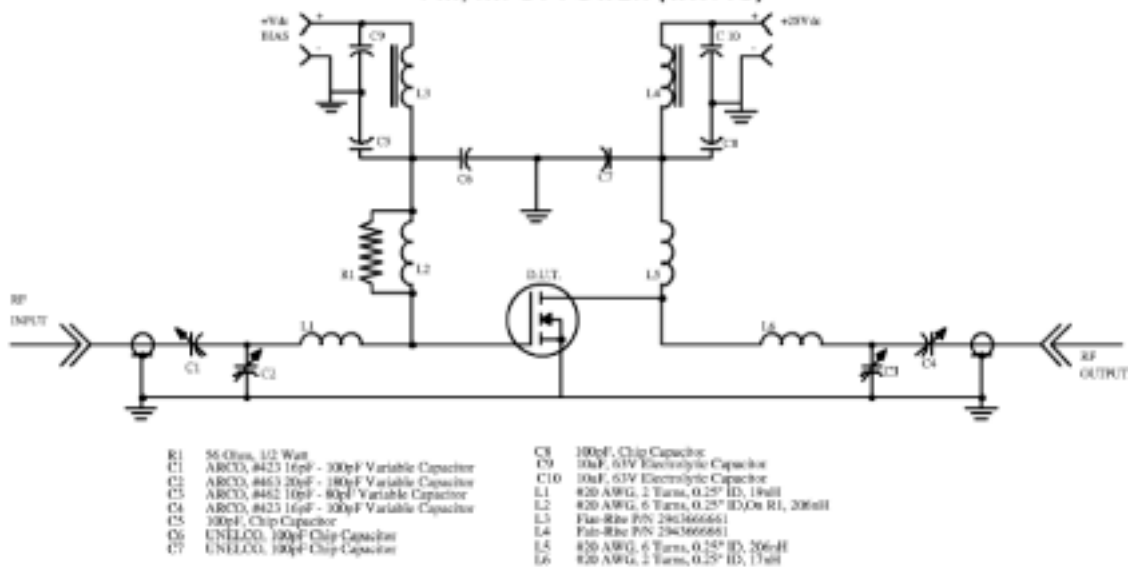 +Vdc
BIAS
+
-
C9
L3
C5
C6
C7
L4
C 10
C8
+
-
+28Vdc
R1
L2
D.U.T.
L5
RF
INPUT
C1
C2
L1
L6
C3
C4
RF
OUTPUT
R1 56 Ohm, 1/2 Watt
C1 ARCO, #423 16pF - 100pF Variable Capacitor
C2 ARCO, #463 20pF - 180pF Variable Capacitor
C3 ARCO, #462 10pF - 80pF Variable Capacitor
C4 ARCO, #423 16pF - 100pF Variable Capacitor
C5 100pF, Chip Capacitor
C6 UNELCO, 100pF Chip Capacitor
C7 UNELCO, 100pF Chip Capacitor
C8 100pF, Chip Capacitor
C9 10uF, 63V Electrolytic Capacitor
C10 10uF, 63V Electrolytic Capacitor
L1 #20 AWG, 2 Turns, 0.25" ID, 19nH
L2 #20 AWG, 6 Turns, 0.25" ID,On R1, 206nH
L3 P/N 2943666661
L4 Fair-Rite P/N 2943666661
L5 #20 AWG, 6 Turns, 0.25" ID, 206nH
L6 #20 AWG, 2 Turns, 0.25" ID, 17nH